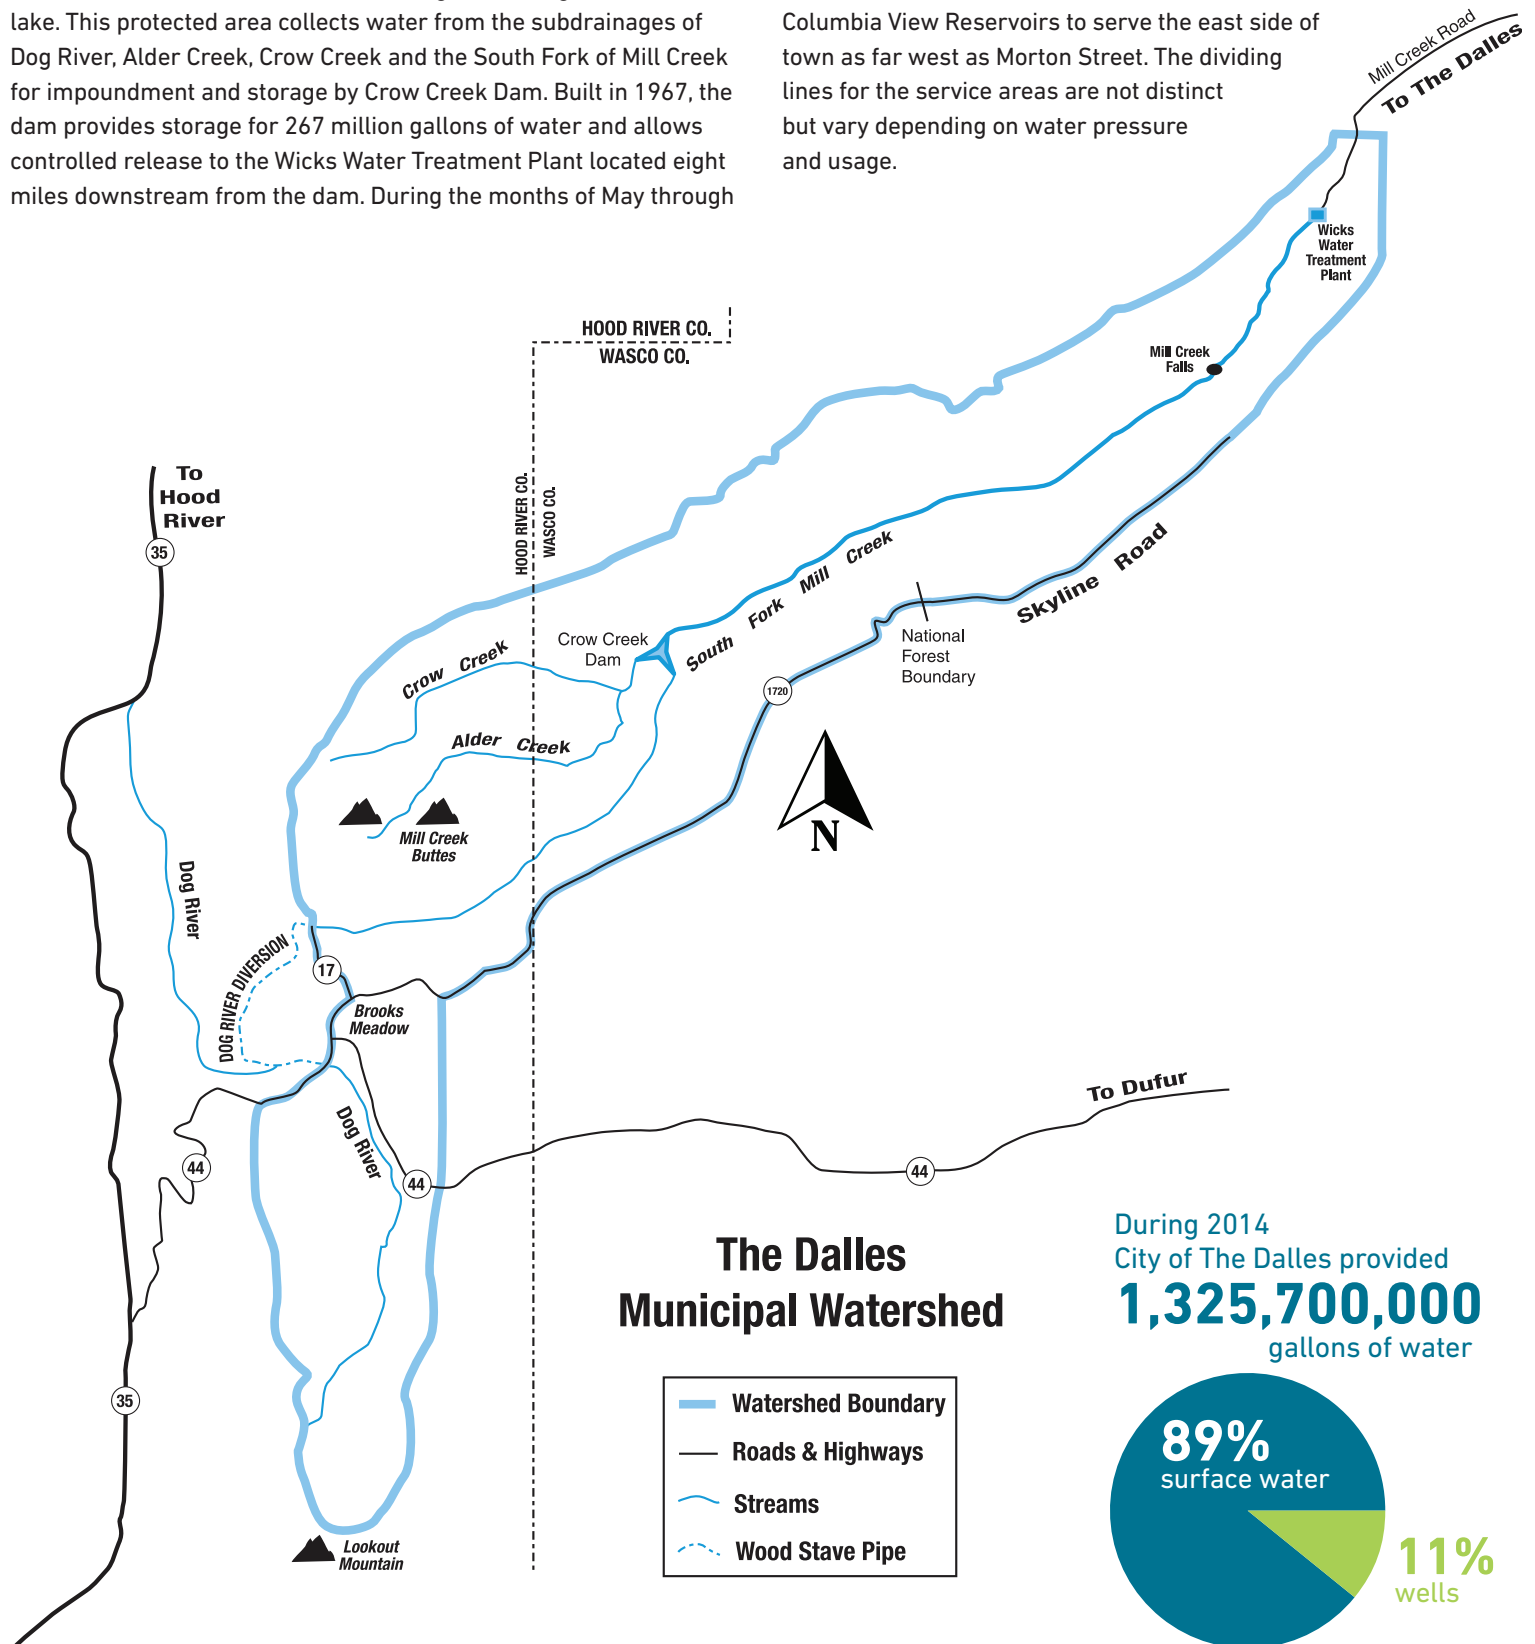 lake. This protected area collects water from the subdrainages of
Dog River, Alder Creek, Crow Creek and the South Fork of Mill Creek
for impoundment and storage by Crow Creek Dam. Built in 1967, the
dam provides storage for 267 million gallons of water and allows
controlled release to the Wicks Water Treatment Plant located eight
miles downstream from the dam. During the months of May through
Columbia View Reservoirs to serve the east side of
town as far west as Morton Street. The dividing
lines for the service areas are not distinct
but vary depending on water pressure
and usage.
Mill Creek Road
To The Dalles
Wicks
Water
Treatment
Plant
HOOD RIVER CO.
WASCO CO.
Mill Creek
Falls
To
Hood
River
35
HOOD RIVER CO.
WASCO CO.
South Fork Mill Creek
Skyline Road
National
Forest
Boundary
Crow Creek
Dam
Crow Creek
1720
Alder Creek
Mill Creek
Buttes
N
Dog River
DOG RIVER DIVERSION
17
Brooks
Meadow
To Dufur
Dog River
44
44
44
The Dalles
Municipal Watershed
35
Watershed Boundary
Roads & Highways
Streams
Wood Stave Pipe
Lookout
Mountain
During 2014
City of The Dalles provided
1,325,700,000
gallons of water
89%
surface water
11%
wells